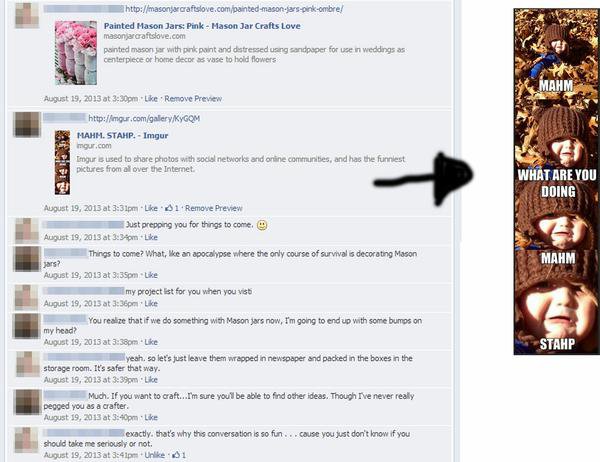 http://masonjarcraftslove.com/painted-mason-jars-pink-ombre/
Painted Mason Jars: Pink - Mason Jar Crafts Love
masonjarcraftslove.com
painted mason jar with pink paint and distressed using sandpaper for use in weddings as
centerpiece or home decor as vase to hold flowers
August 19, 2013 at 3:30pm · Like · Remove Preview
http://imgur.com/gallery/KyGQM
MAHM. STAHP. - Imgur
imgur.com
Imgur is used to share photos with social networks and online communities, and has the funniest
pictures from all over the Internet.
August 19, 2013 at 3:31pm · Like · 1 · Remove Preview
Just prepping you for things to come.
August 19, 2013 at 3:34pm · Like
Things to come? What, like an apocalypse where the only course of survival is decorating Mason
jars?
August 19, 2013 at 3:35pm · Like
my project list for you when you visti
August 19, 2013 at 3:36pm · Like
You realize that if we do something with Mason jars now, I'm going to end up with some bumps on
my head?
August 19, 2013 at 3:38pm · Like
yeah. so let's just leave them wrapped in newspaper and packed in the boxes in the
storage room. It's safer that way.
August 19, 2013 at 3:39pm · Like
Much. If you want to craft...I'm sure you'll be able to find other ideas. Though I've never really
pegged you as a crafter.
August 19, 2013 at 3:40pm · Like
exactly. that's why this conversation is so fun . . . cause you just don't know if you
should take me seriously or not.
August 19, 2013 at 3:41pm · Unlike · 1
MAHM
WHAT ARE YOU
DOING
MAHM
STAHP